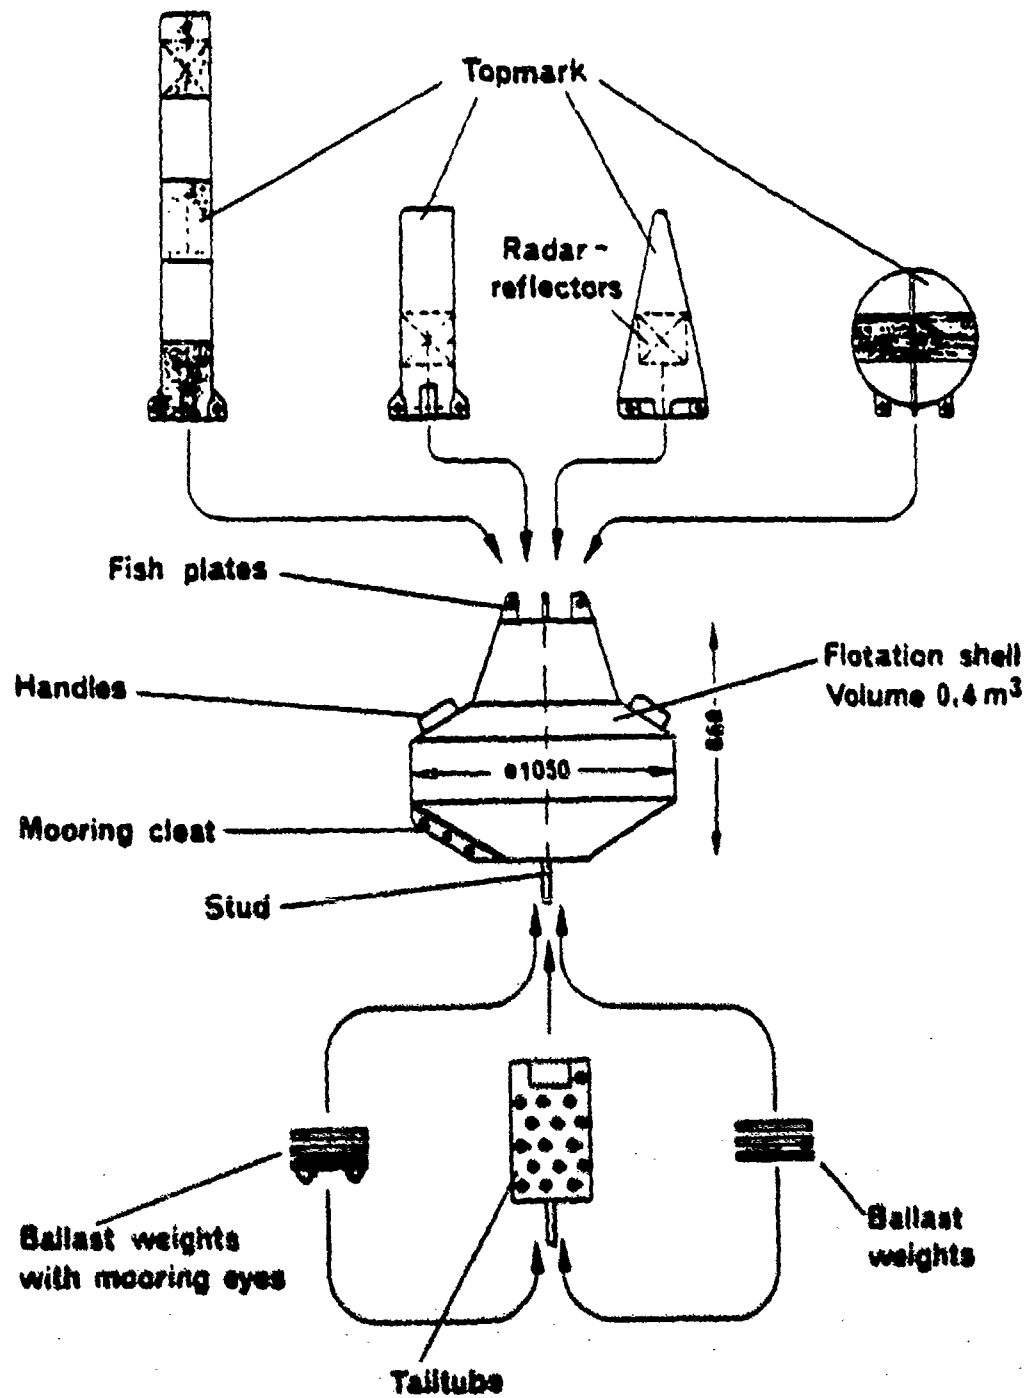 Topmark
Radar-
reflectors
Fish plates
Handles
Flotation shell
Volume 0,4 m³
ø1050
Mooring cleat
Stud
Ballast weights
with mooring eyes
Ballast
weights
Tailtube